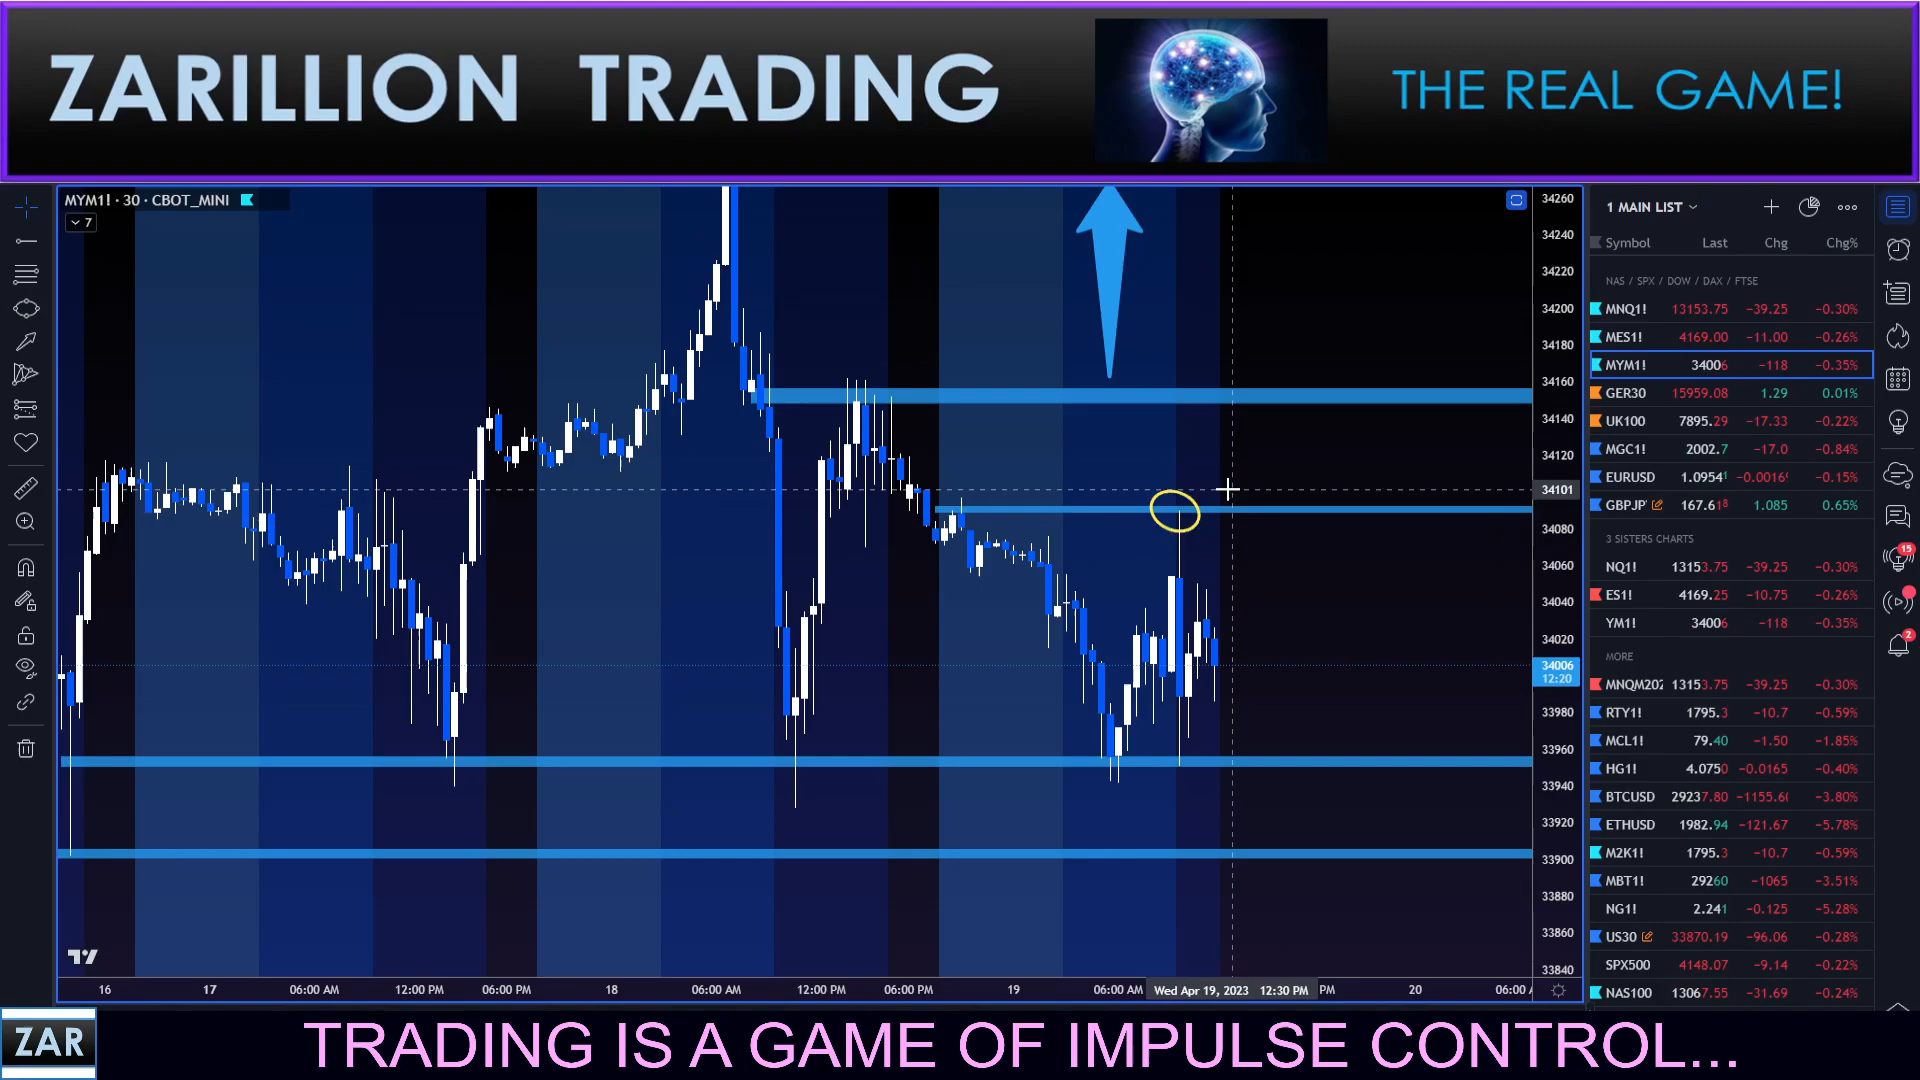 ZARILLION TRADING
THE REAL GAME!
MYM1! · 30 · CBOT_MINI
7
34260
34240
34220
34200
34180
34160
34140
34120
34101
34080
34060
34040
34020
34006
12:20
33980
33960
33940
33920
33900
33880
33860
33840
16
17
06:00 AM
12:00 PM
06:00 PM
18
06:00 AM
12:00 PM
06:00 PM
19
06:00 AM
Wed Apr 19, 2023 12:30 PM
PM
20
06:00
1 MAIN LIST
Symbol Last Chg Chg%
NAS / SPX / DOW / DAX / FTSE
MNQ1! 13153.75 −39.25 −0.30%
MES1! 4169.00 −11.00 −0.26%
MYM1! 34006 −118 −0.35%
GER30 15959.08 1.29 0.01%
UK100 7895.29 −17.33 −0.22%
MGC1! 2002.7 −17.0 −0.84%
EURUSD 1.09541 −0.0016 −0.15%
GBPJP 167.618 1.085 0.65%
3 SISTERS CHARTS
NQ1! 13153.75 −39.25 −0.30%
ES1! 4169.25 −10.75 −0.26%
YM1! 34006 −118 −0.35%
MORE
MNQM202 13153.75 −39.25 −0.30%
RTY1! 1795.3 −10.7 −0.59%
MCL1! 79.40 −1.50 −1.85%
HG1! 4.0750 −0.0165 −0.40%
BTCUSD 29237.80 −1155.60 −3.80%
ETHUSD 1982.94 −121.67 −5.78%
M2K1! 1795.3 −10.7 −0.59%
MBT1! 29260 −1065 −3.51%
NG1! 2.241 −0.125 −5.28%
US30 33870.19 −96.06 −0.28%
SPX500 4148.07 −9.14 −0.22%
NAS100 13067.55 −31.69 −0.24%
15
2
ZAR
TRADING IS A GAME OF IMPULSE CONTROL...